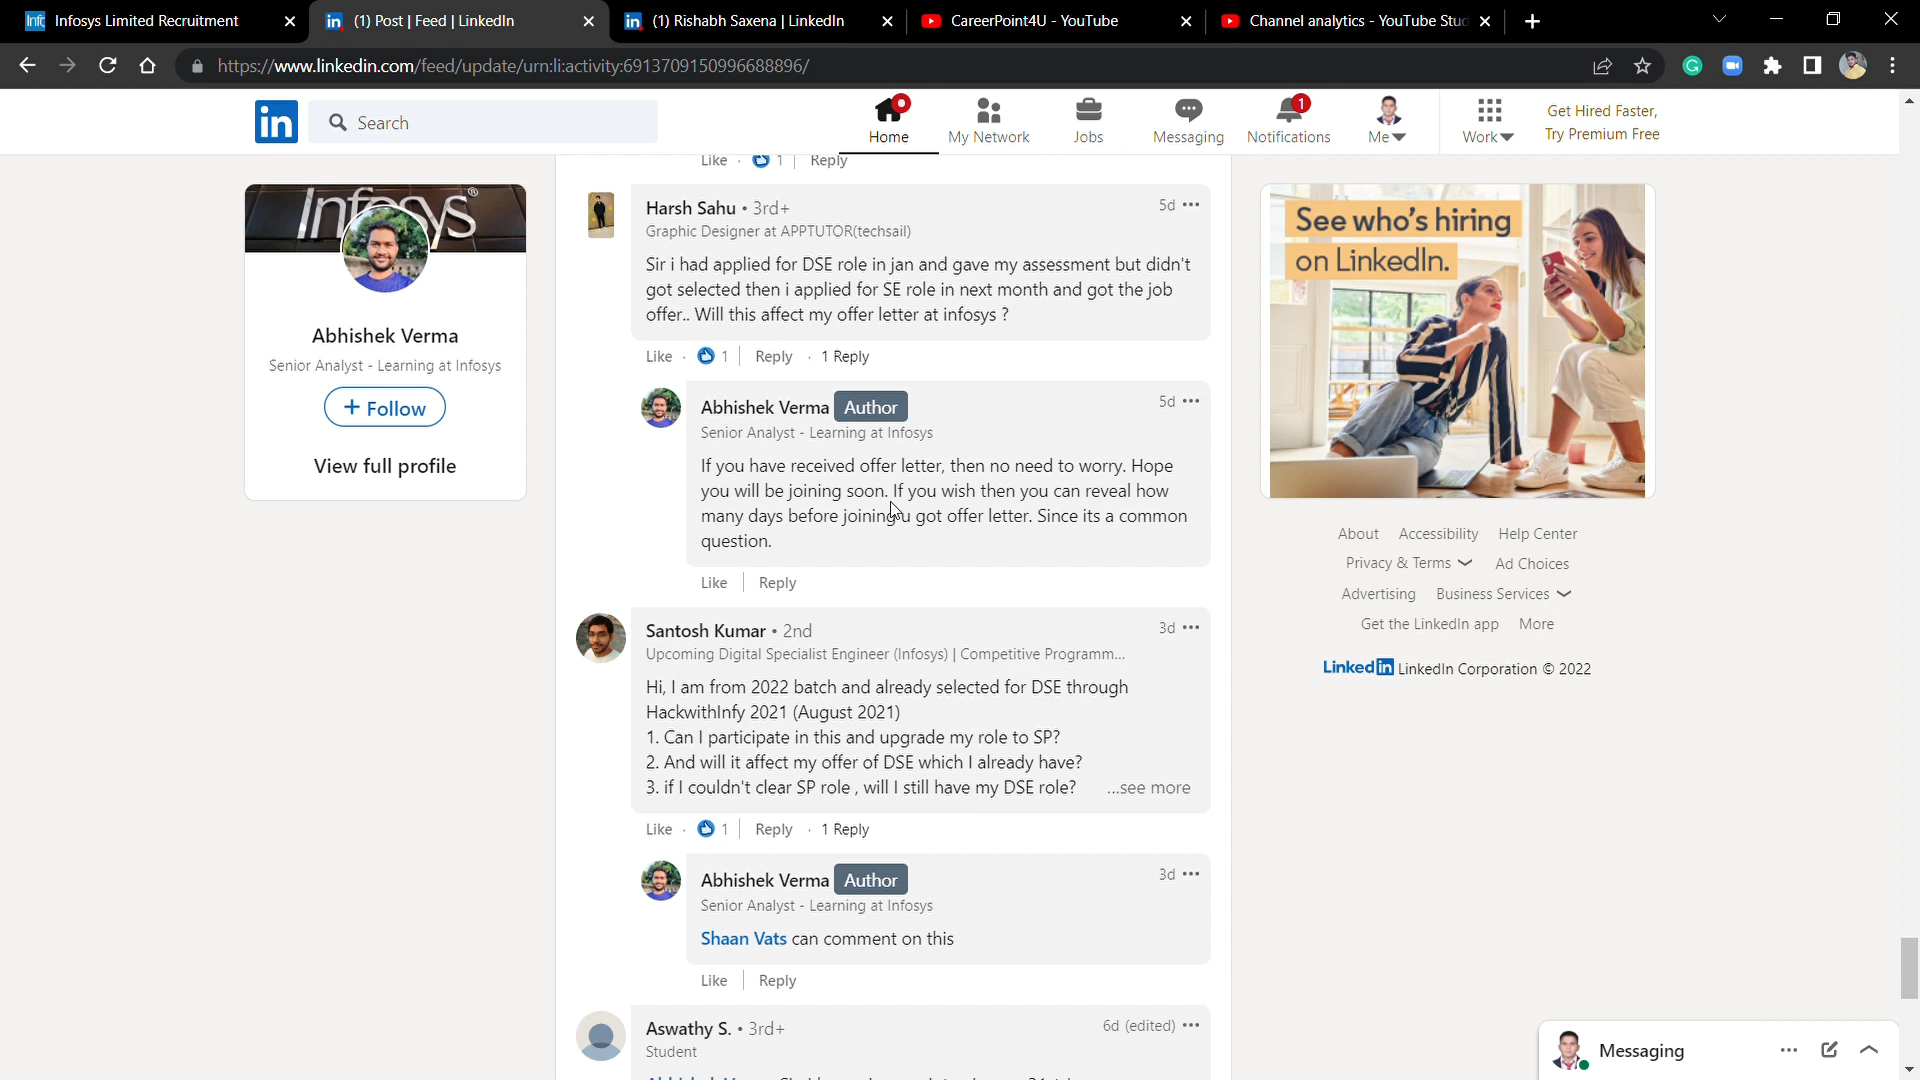 Infosys Limited Recruitment
(1) Post | Feed | LinkedIn
(1) Rishabh Saxena | LinkedIn
CareerPoint4U - YouTube
Channel analytics - YouTube Stud
https://www.linkedin.com/feed/update/urn:li:activity:6913709150996688896/
in
Search
Home
My Network
Jobs
Messaging
1
Notifications
Me
Work
Get Hired Faster,
Try Premium Free
Like · 1 | Reply
Infosys®
Abhishek Verma
Senior Analyst - Learning at Infosys
+ Follow
View full profile
Harsh Sahu • 3rd+
5d •••
Graphic Designer at APPTUTOR(techsail)
Sir i had applied for DSE role in jan and gave my assessment but didn't
got selected then i applied for SE role in next month and got the job
offer.. Will this affect my offer letter at infosys ?
Like · 1 | Reply · 1 Reply
Abhishek Verma Author
5d •••
Senior Analyst - Learning at Infosys
If you have received offer letter, then no need to worry. Hope
you will be joining soon. If you wish then you can reveal how
many days before joining u got offer letter. Since its a common
question.
Like | Reply
Santosh Kumar • 2nd
3d •••
Upcoming Digital Specialist Engineer (Infosys) | Competitive Programm...
Hi, I am from 2022 batch and already selected for DSE through
HackwithInfy 2021 (August 2021)
1. Can I participate in this and upgrade my role to SP?
2. And will it affect my offer of DSE which I already have?
3. if I couldn't clear SP role , will I still have my DSE role? ...see more
Like · 1 | Reply · 1 Reply
Abhishek Verma Author
3d •••
Senior Analyst - Learning at Infosys
Shaan Vats can comment on this
Like | Reply
Aswathy S. • 3rd+
6d (edited) •••
Student
See who's hiring
on LinkedIn.
About Accessibility Help Center
Privacy & Terms Ad Choices
Advertising Business Services
Get the LinkedIn app More
LinkedIn LinkedIn Corporation © 2022
Messaging